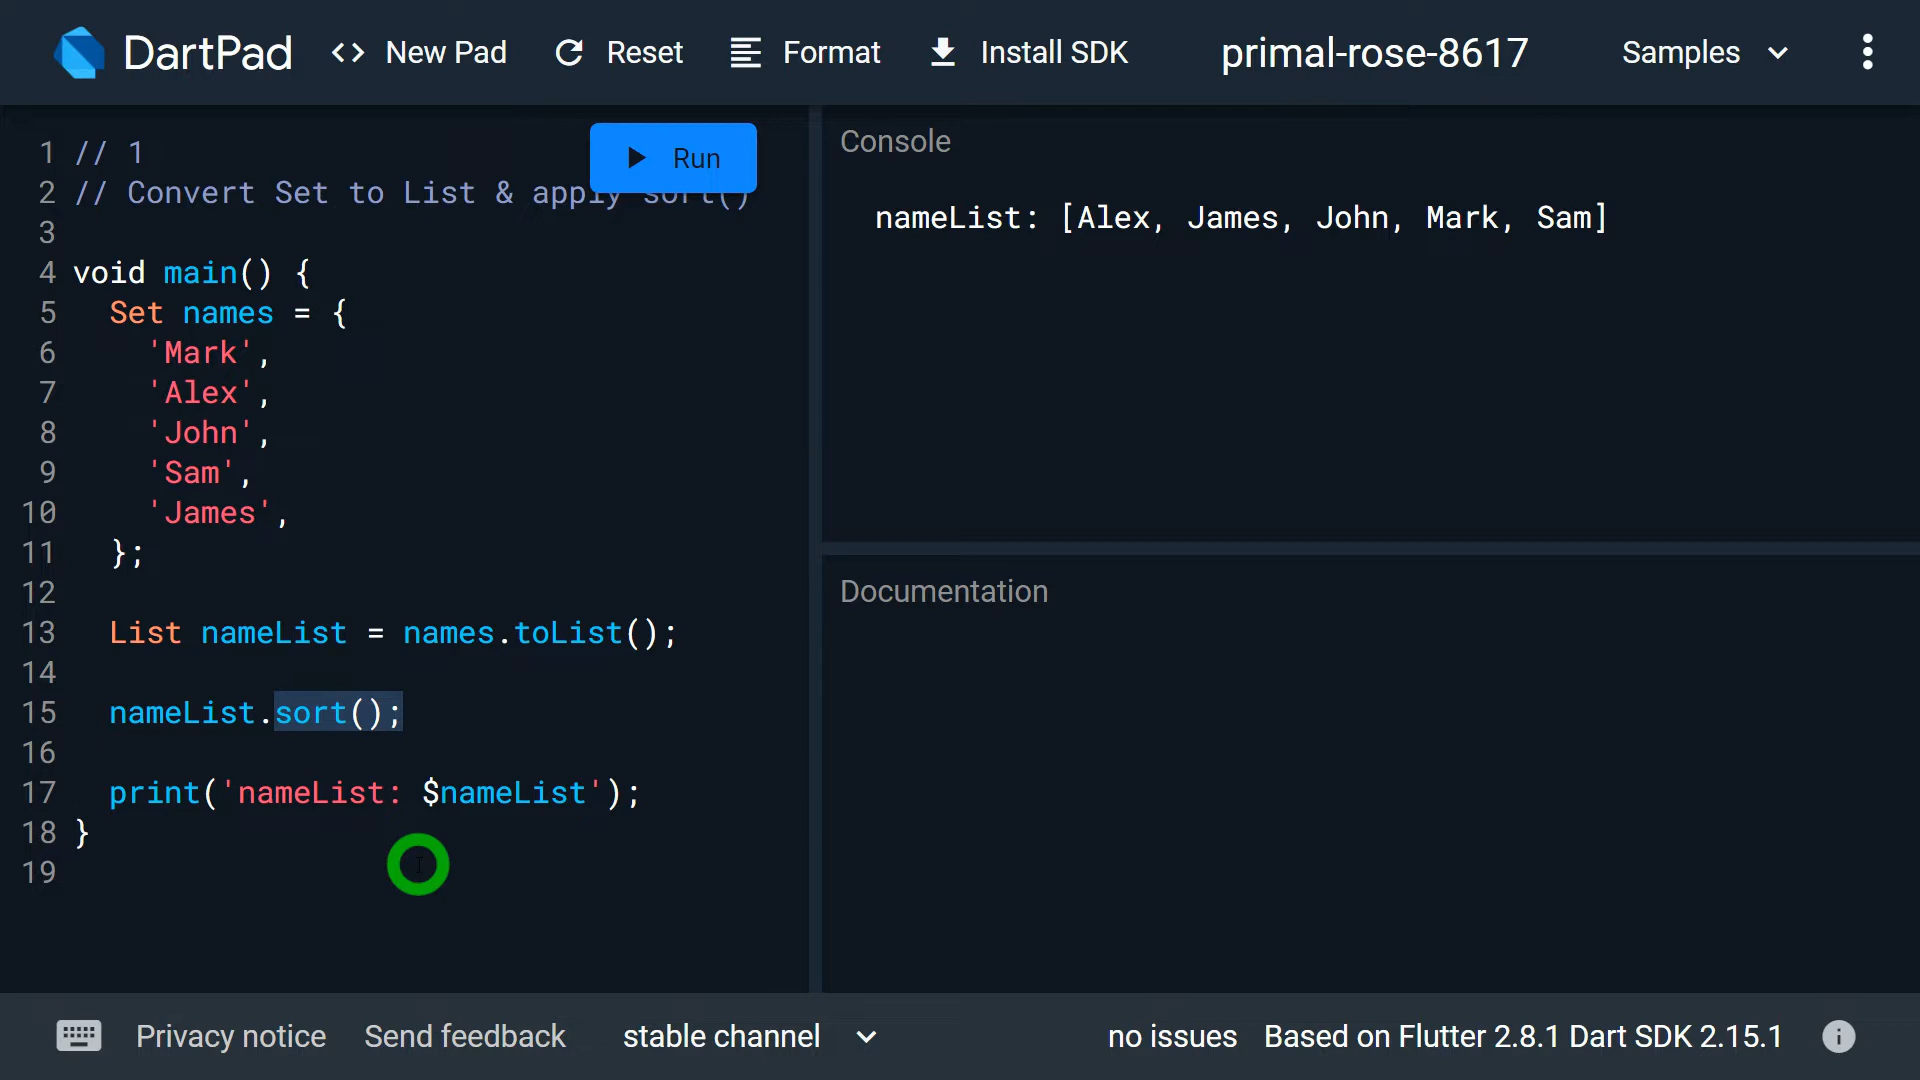 DartPad <> New Pad Reset Format Install SDK primal-rose-8617 Samples
1 // 1
Run
2 // Convert Set to List & apply sort()
3
4 void main() {
5 Set names = {
6 'Mark',
7 'Alex',
8 'John',
9 'Sam',
10 'James',
11 };
12
13 List nameList = names.toList();
14
15 nameList.sort();
16
17 print('nameList: $nameList');
18 }
19
Console
nameList: [Alex, James, John, Mark, Sam]
Documentation
Privacy notice Send feedback stable channel no issues Based on Flutter 2.8.1 Dart SDK 2.15.1 i